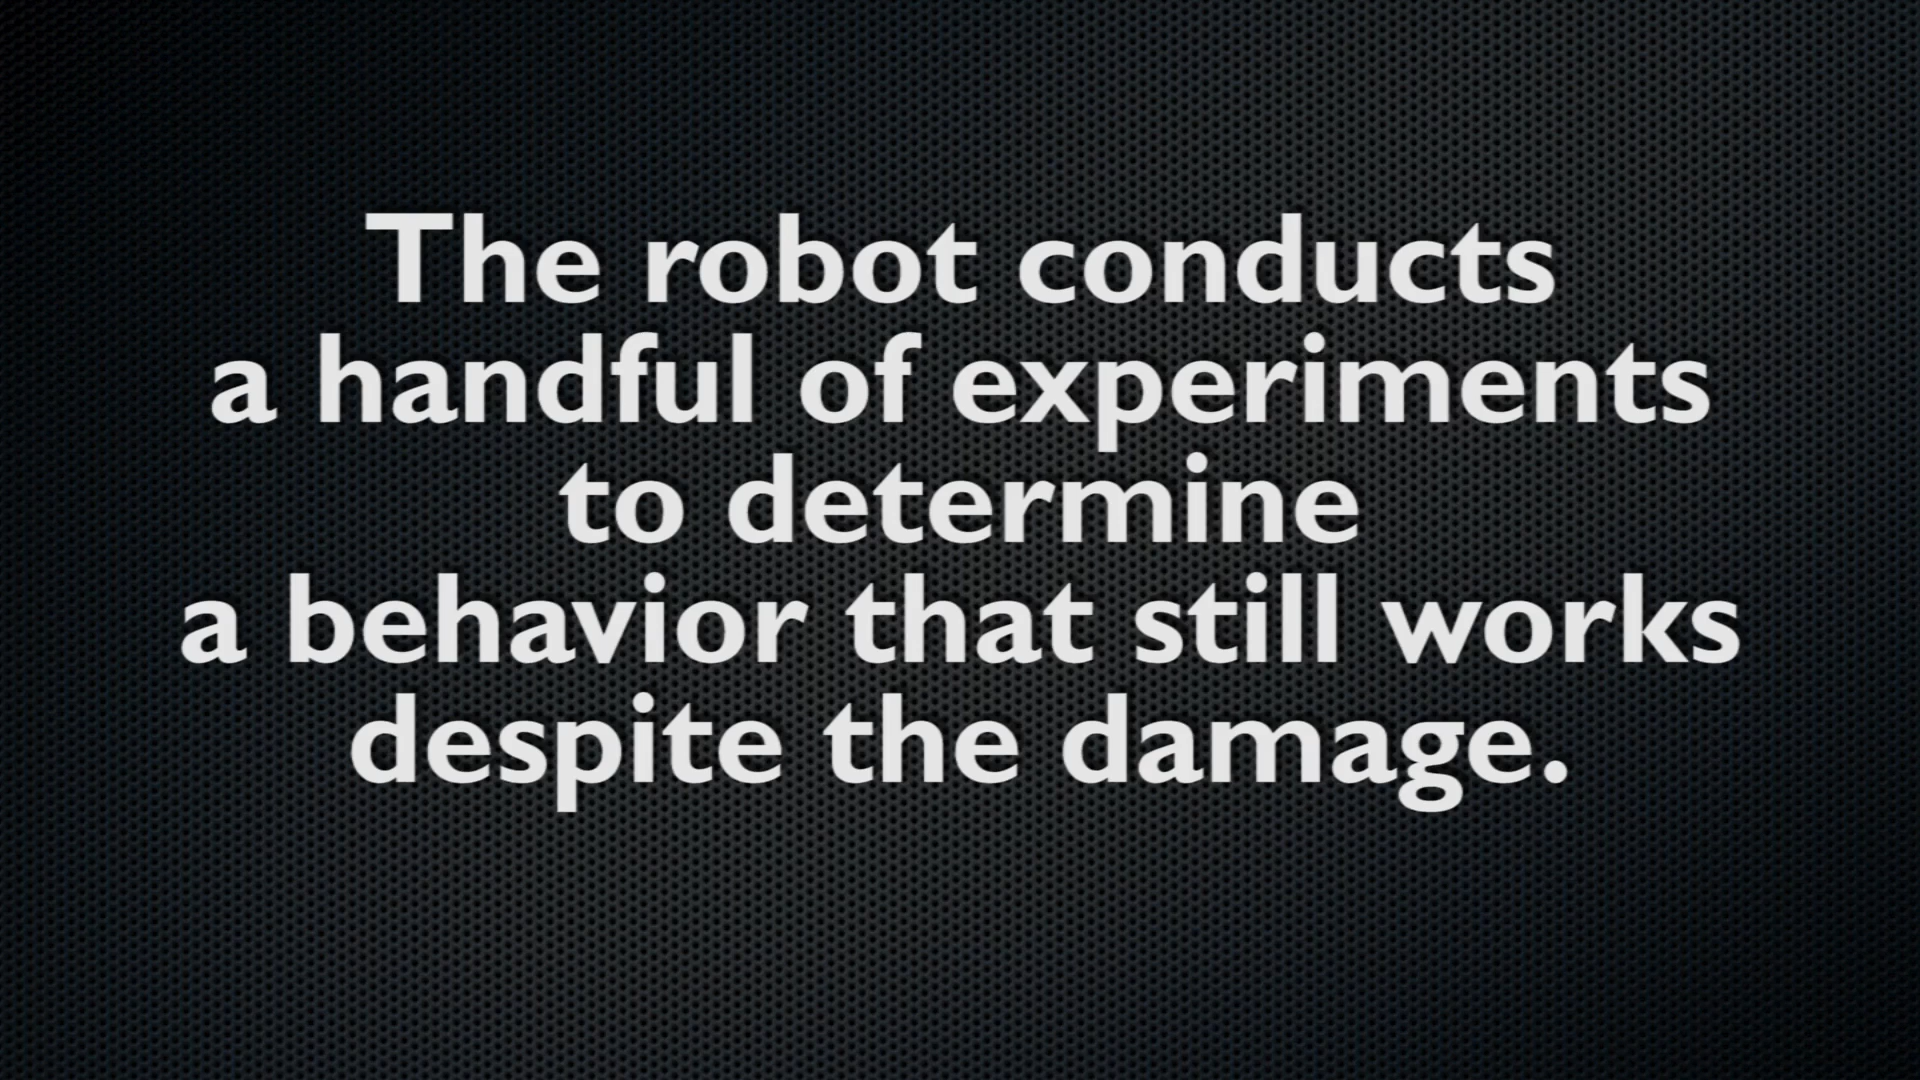 The robot conducts
a handful of experiments
to determine
a behavior that still works
despite the damage.